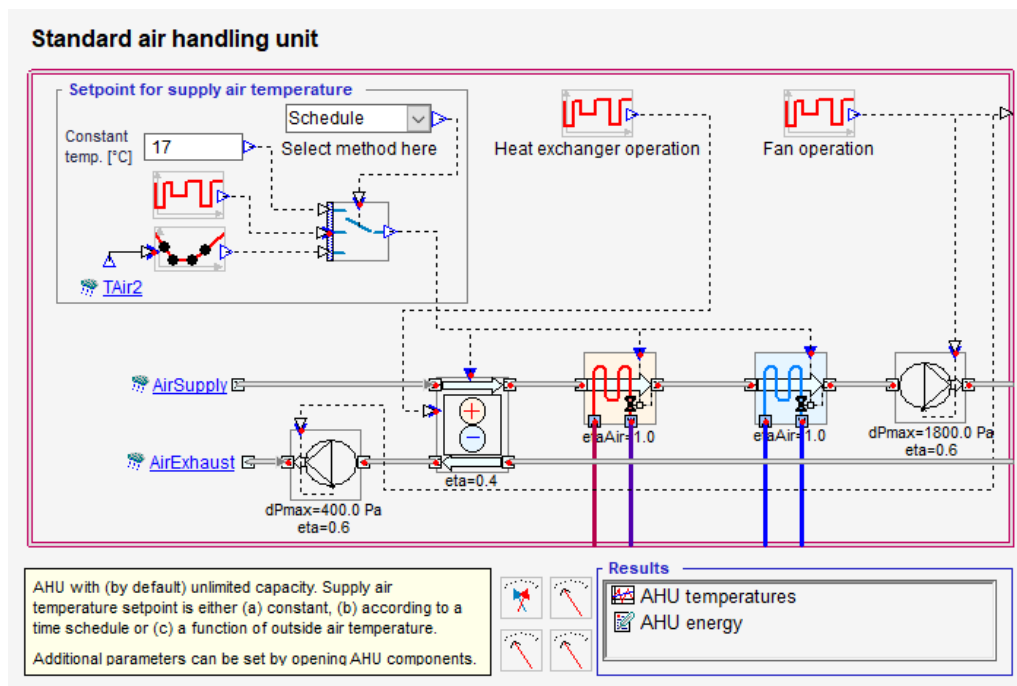 Standard air handling unit
Setpoint for supply air temperature
Schedule
Constant
temp. [°C]
17
Select method here
Heat exchanger operation
Fan operation
TAir2
AirSupply
etaAir=1.0
etaAir=1.0
dPmax=1800.0 Pa
eta=0.6
AirExhaust
eta=0.4
dPmax=400.0 Pa
eta=0.6
AHU with (by default) unlimited capacity. Supply air
temperature setpoint is either (a) constant, (b) according to a
time schedule or (c) a function of outside air temperature.
Additional parameters can be set by opening AHU components.
Results
AHU temperatures
AHU energy